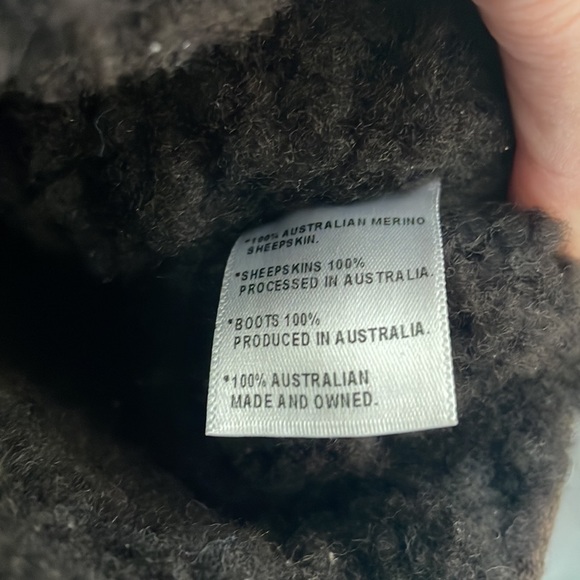 *100% AUSTRALIAN MERINO
SHEEPSKIN.
*SHEEPSKINS 100%
PROCESSED IN AUSTRALIA.
*BOOTS 100%
PRODUCED IN AUSTRALIA.
*100% AUSTRALIAN
MADE AND OWNED.